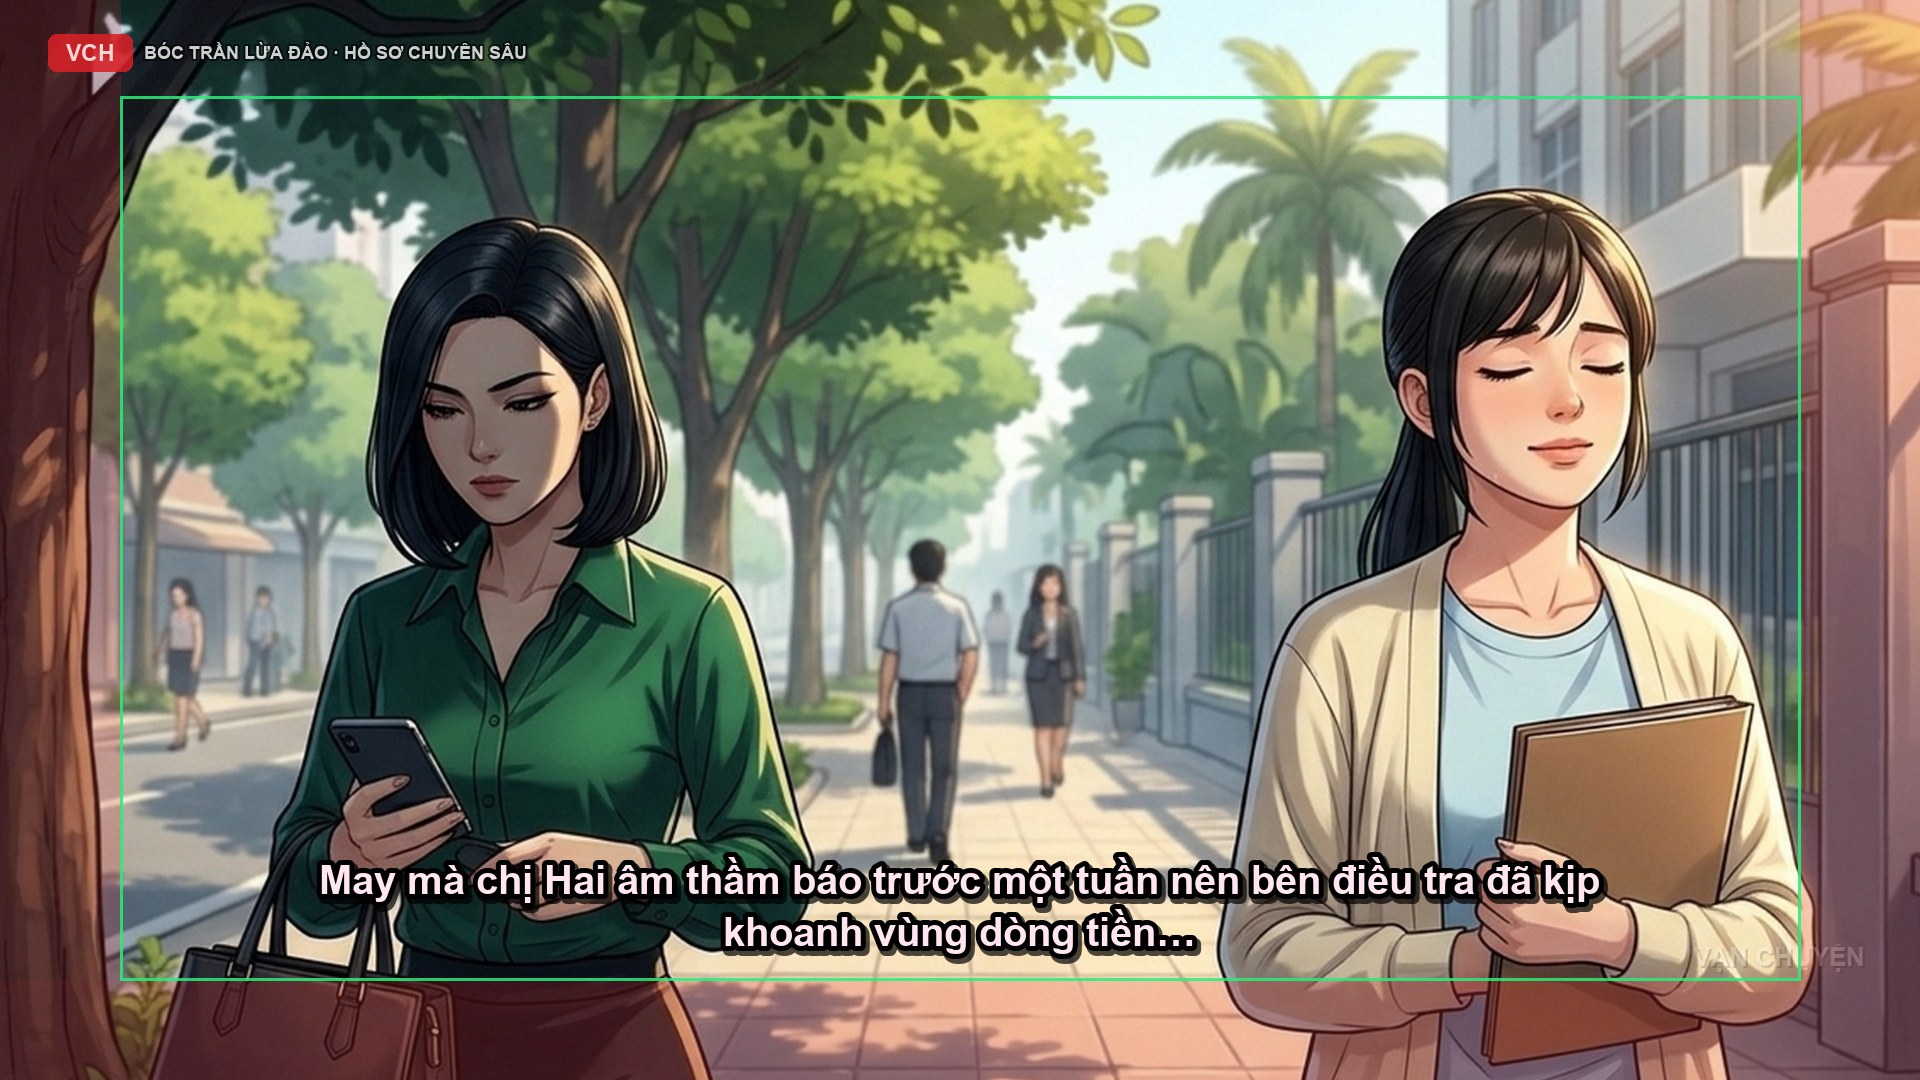 VCH BÓC TRẦN LỪA ĐẢO · HỒ SƠ CHUYÊN SÂU
May mà chị Hai âm thầm báo trước một tuần nên bên điều tra đã kịp
khoanh vùng dòng tiền...
VẠN CHUYỆN